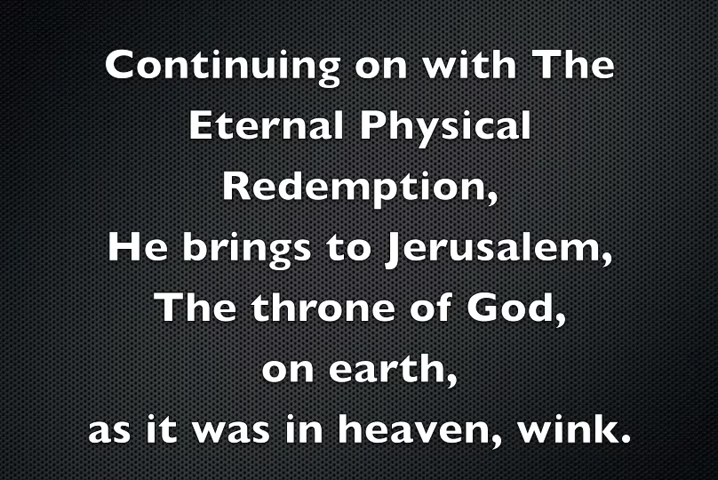 Continuing on with The
Eternal Physical
Redemption,
He brings to Jerusalem,
The throne of God,
on earth,
as it was in heaven, wink.